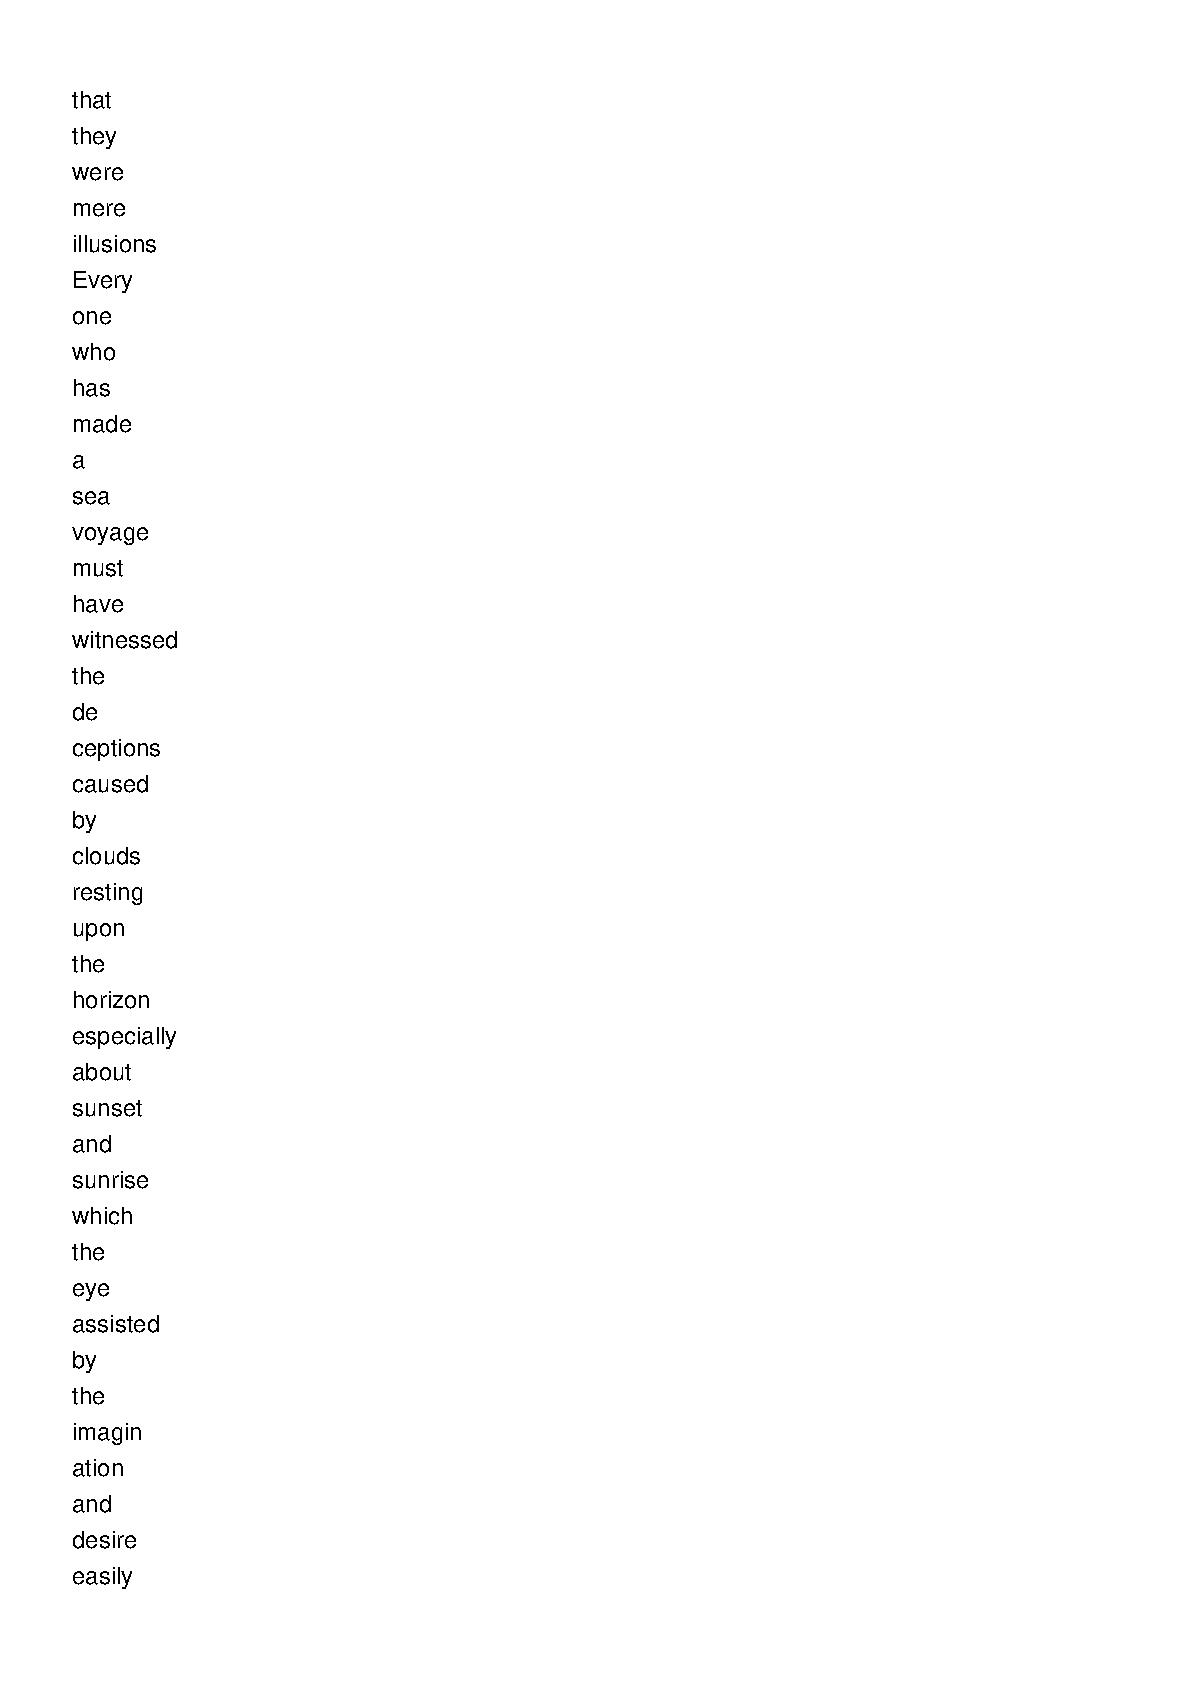 that
they
were
mere
illusions
Every
one
who
has
made
a
sea
voyage
must
have
witnessed
the
de
ceptions
caused
by
clouds
resting
upon
the
horizon
especially
about
sunset
and
sunrise
which
the
eye
assisted
by
the
imagin
ation
and
desire
easily